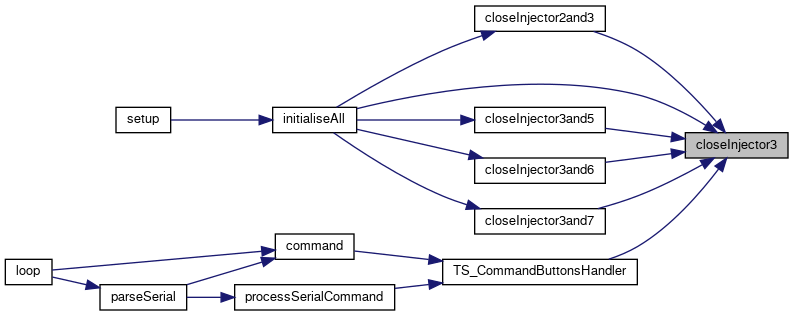 closeInjector2and3
setup
initialiseAll
closeInjector3and5
closeInjector3
closeInjector3and6
closeInjector3and7
command
loop
TS_CommandButtonsHandler
parseSerial
processSerialCommand